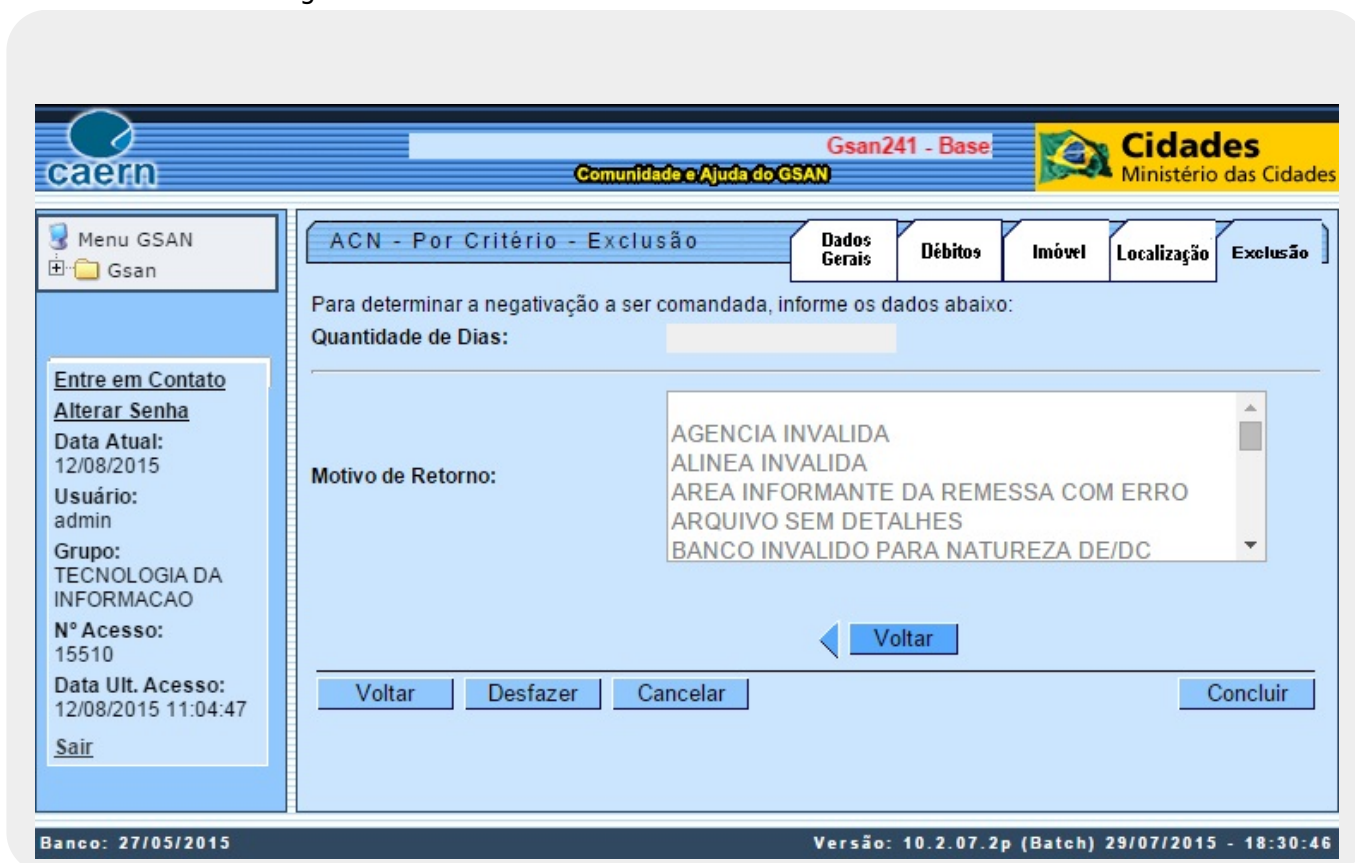 caern
Gsan241 - Base
Comunidade e Ajuda do GSAN
Cidades
Ministério das Cidades
Menu GSAN
Gsan
ACN - Por Critério - Exclusão
Dados Gerais
Débitos
Imóvel
Localização
Exclusão
Para determinar a negativação a ser comandada, informe os dados abaixo:
Quantidade de Dias:
Entre em Contato
Alterar Senha
Data Atual:
12/08/2015
Usuário:
admin
Grupo:
TECNOLOGIA DA
INFORMACAO
Nº Acesso:
15510
Data Ult. Acesso:
12/08/2015 11:04:47
Sair
Motivo de Retorno:
AGENCIA INVALIDA
ALINEA INVALIDA
AREA INFORMANTE DA REMESSA COM ERRO
ARQUIVO SEM DETALHES
BANCO INVALIDO PARA NATUREZA DE/DC
Voltar
Voltar
Desfazer
Cancelar
Concluir
Banco: 27/05/2015
Versão: 10.2.07.2p (Batch) 29/07/2015 - 18:30:46